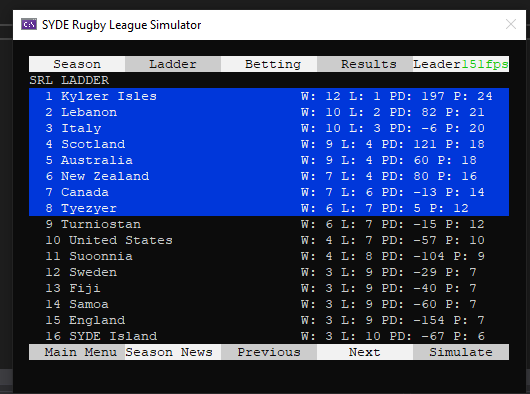 SYDE Rugby League Simulator
Season Ladder Betting Results Leader151fps
SRL LADDER
1 Kylzer Isles W: 12 L: 1 PD: 197 P: 24
2 Lebanon W: 10 L: 2 PD: 82 P: 21
3 Italy W: 10 L: 3 PD: -6 P: 20
4 Scotland W: 9 L: 4 PD: 121 P: 18
5 Australia W: 9 L: 4 PD: 60 P: 18
6 New Zealand W: 7 L: 4 PD: 80 P: 16
7 Canada W: 7 L: 6 PD: -13 P: 14
8 Tyezyer W: 6 L: 7 PD: 5 P: 12
9 Turniostan W: 6 L: 7 PD: -15 P: 12
10 United States W: 4 L: 7 PD: -57 P: 10
11 Suoonnia W: 4 L: 8 PD: -104 P: 9
12 Sweden W: 3 L: 9 PD: -29 P: 7
13 Fiji W: 3 L: 9 PD: -40 P: 7
14 Samoa W: 3 L: 9 PD: -60 P: 7
15 England W: 3 L: 9 PD: -154 P: 7
16 SYDE Island W: 3 L: 10 PD: -67 P: 6
Main Menu Season News Previous Next Simulate